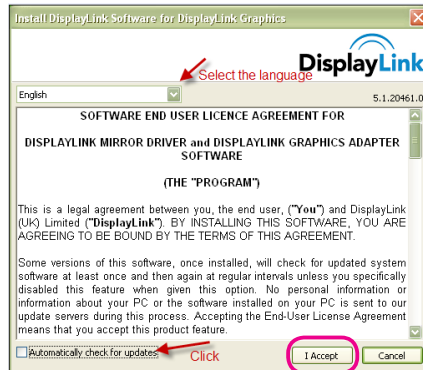 Install DisplayLink Software for DisplayLink Graphics
DisplayLink
Select the language
English
5.1.20461.0
SOFTWARE END USER LICENCE AGREEMENT FOR
DISPLAYLINK MIRROR DRIVER and DISPLAYLINK GRAPHICS ADAPTER
SOFTWARE
(THE "PROGRAM")
This is a legal agreement between you, the end user, ("You") and DisplayLink
(UK) Limited ("DisplayLink"). BY INSTALLING THIS SOFTWARE, YOU ARE
AGREEING TO BE BOUND BY THE TERMS OF THIS AGREEMENT.
Some versions of this software, once installed, will check for updated system
software at least once and then again at regular intervals unless you specifically
disabled this feature when given this option. No personal information or
information about your PC or the software installed on your PC is sent to our
update servers during this process. Accepting the End-User License Agreement
means that you accept this product feature.
Automatically check for updates
Click
I Accept
Cancel